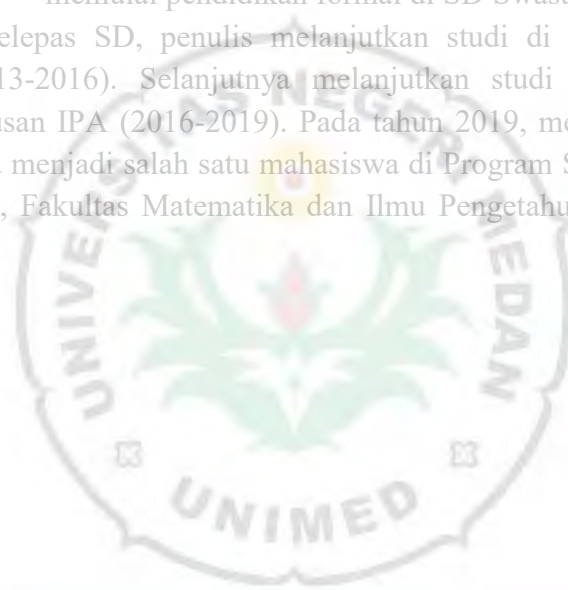 memulai pendidikan formal di SD Swast
elepas SD, penulis melanjutkan studi di
13-2016). Selanjutnya melanjutkan studi
usan IPA (2016-2019). Pada tahun 2019, me
menjadi salah satu mahasiswa di Program S
, Fakultas Matematika dan Ilmu Pengetahu
UNIVERSITAS NEGERI MEDAN
UNIMED